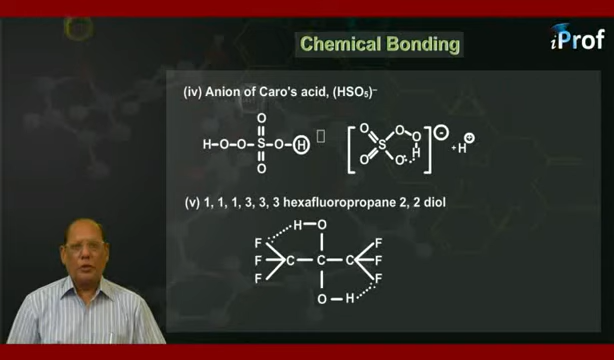 Chemical Bonding
iProf
(iv) Anion of Caro's acid, (HSO₅)⁻
O
H–O–O–S–O–H
O
O O O
S H
O O:
⊖
+H⊕
(v) 1, 1, 1, 3, 3, 3 hexafluoropropane 2, 2 diol
H–O
F F
F C–C–C F
F F
O–H